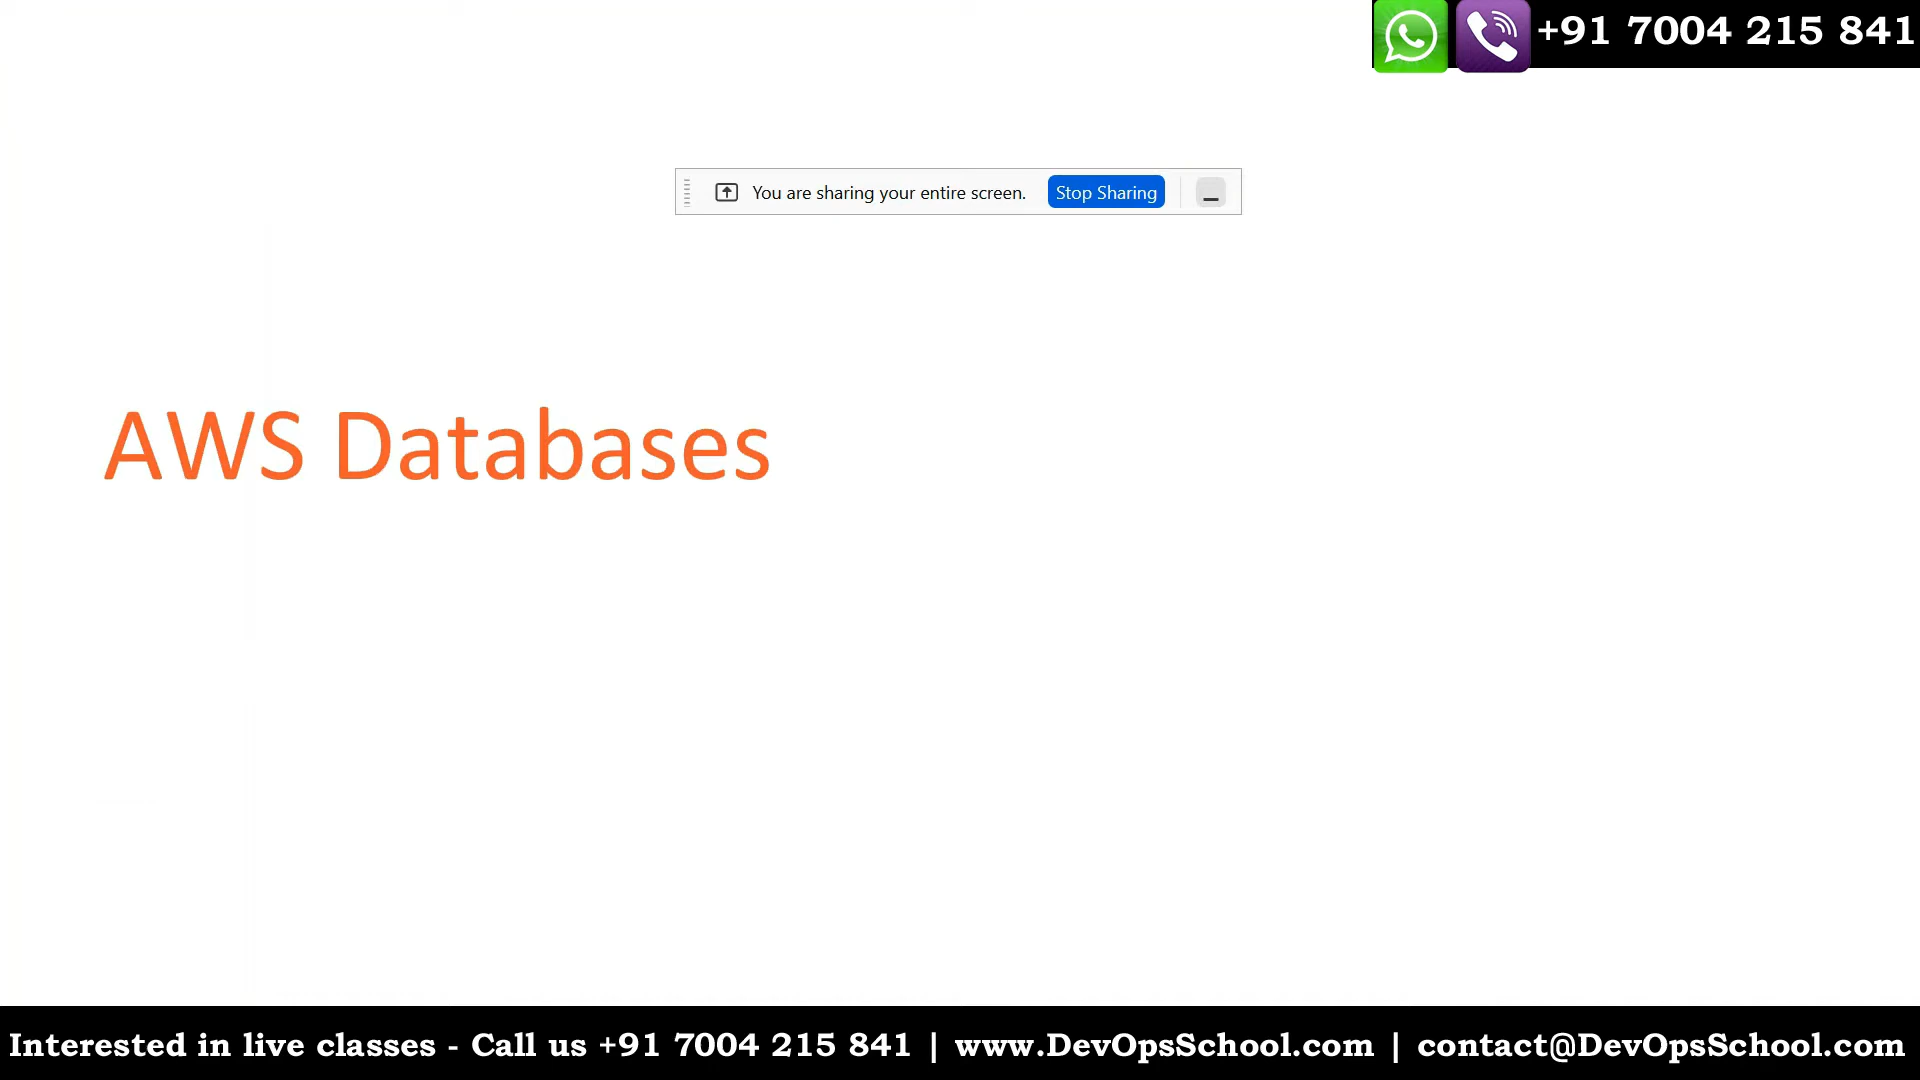 +91 7004 215 841
You are sharing your entire screen. Stop Sharing
AWS Databases
Interested in live classes - Call us +91 7004 215 841 | www.DevOpsSchool.com | contact@DevOpsSchool.com